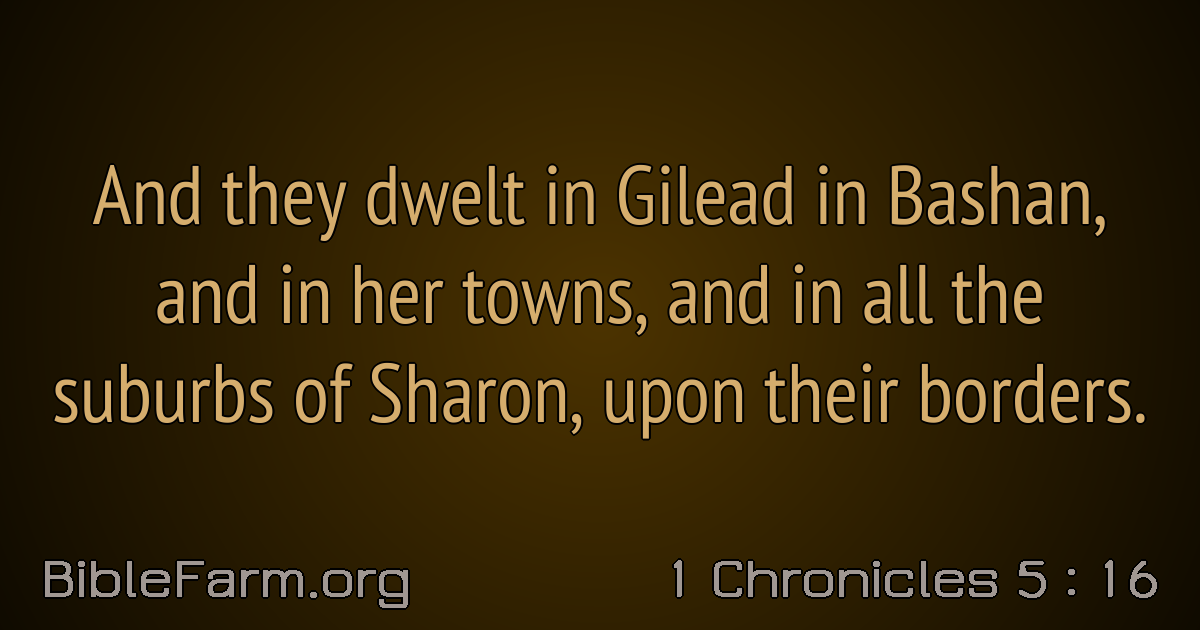 And they dwelt in Gilead in Bashan,
and in her towns, and in all the
suburbs of Sharon, upon their borders.
BibleFarm.org
1 Chronicles 5 : 16